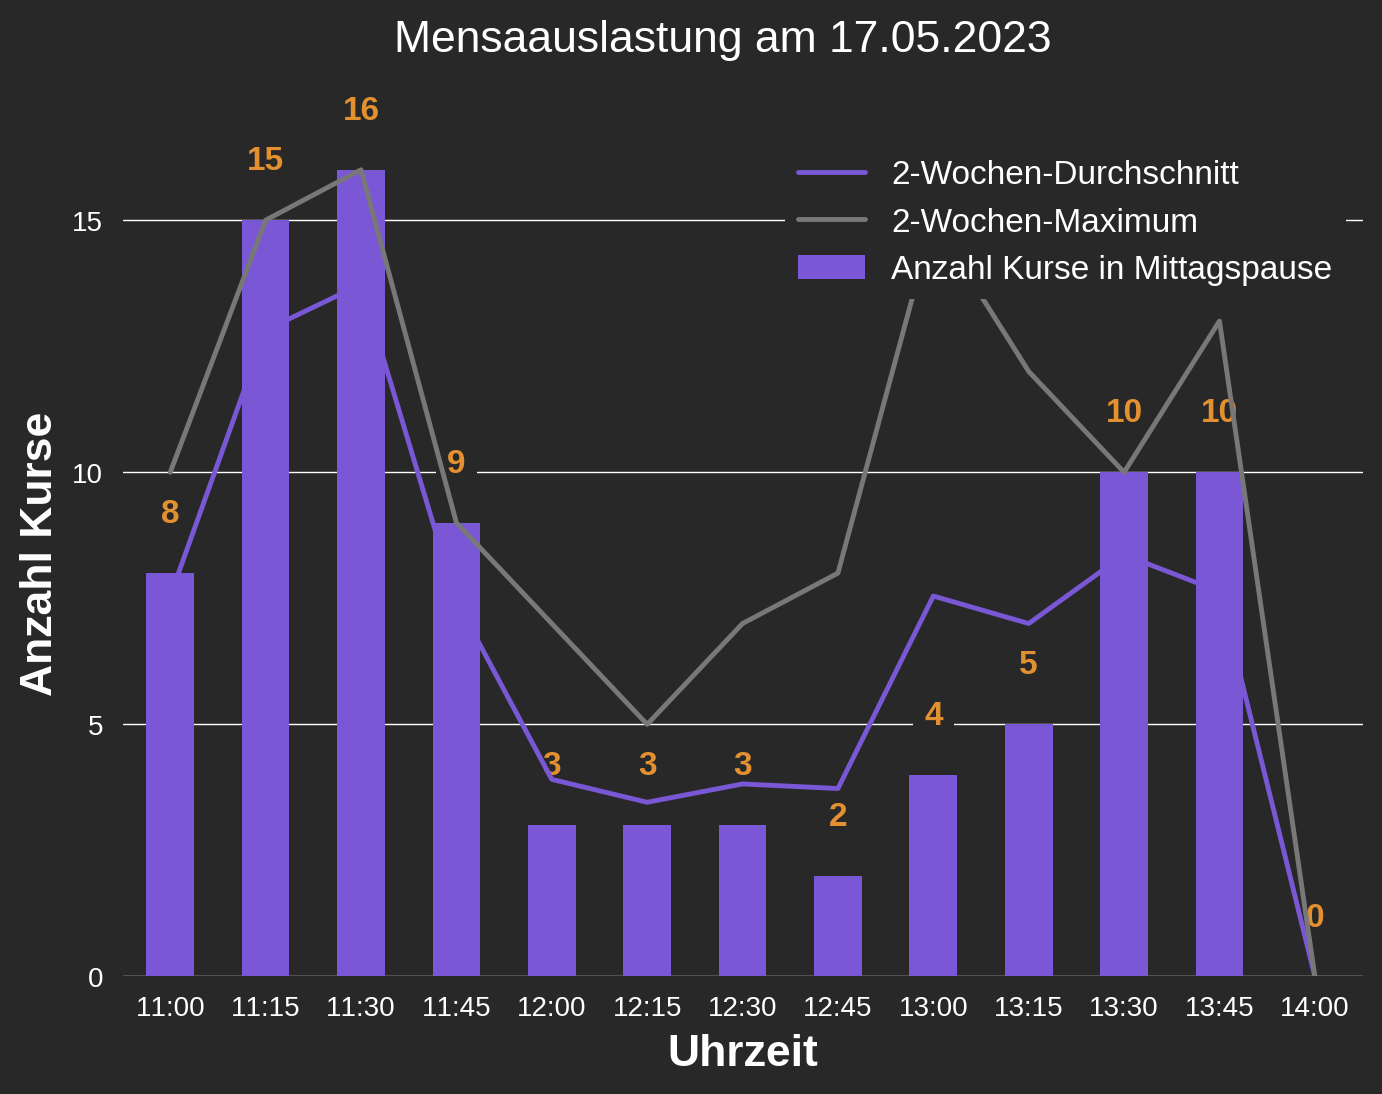 Mensaauslastung am 17.05.2023
2-Wochen-Durchschnitt
2-Wochen-Maximum
Anzahl Kurse in Mittagspause
Anzahl Kurse
15
10
5
0
8
15
16
9
3
3
3
2
4
5
10
10
0
11:00 11:15 11:30 11:45 12:00 12:15 12:30 12:45 13:00 13:15 13:30 13:45 14:00
Uhrzeit